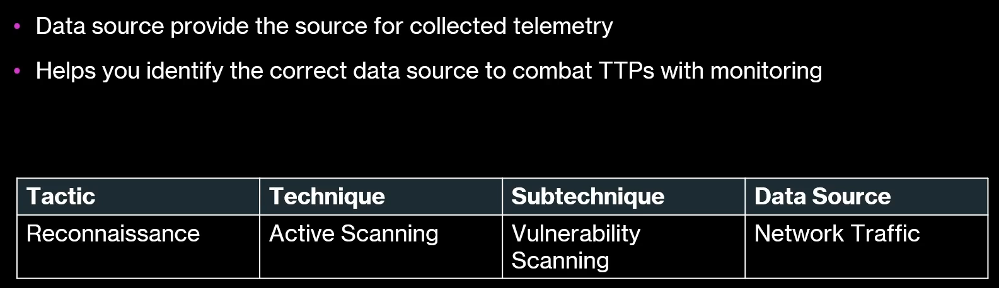 • Data source provide the source for collected telemetry
• Helps you identify the correct data source to combat TTPs with monitoring
Tactic Technique Subtechnique Data Source
Reconnaissance Active Scanning Vulnerability Network Traffic
Scanning